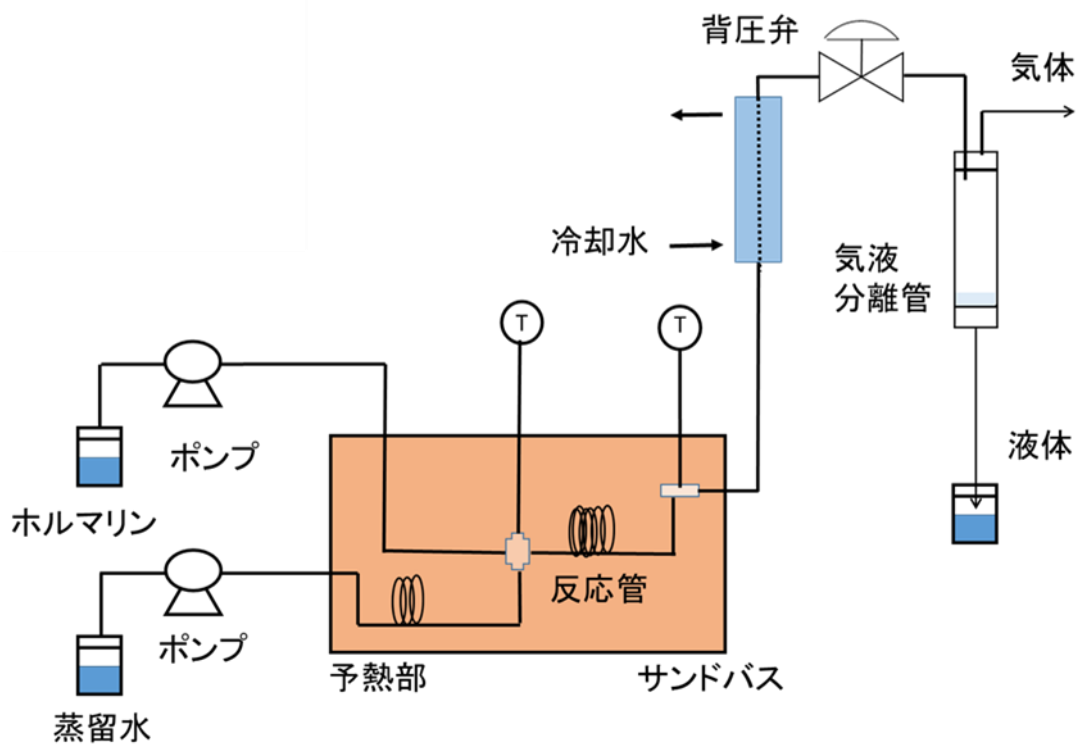 背圧弁
気体
冷却水
気液
分離管
T
T
ポンプ
液体
ホルマリン
反応管
ポンプ
予熱部
サンドバス
蒸留水